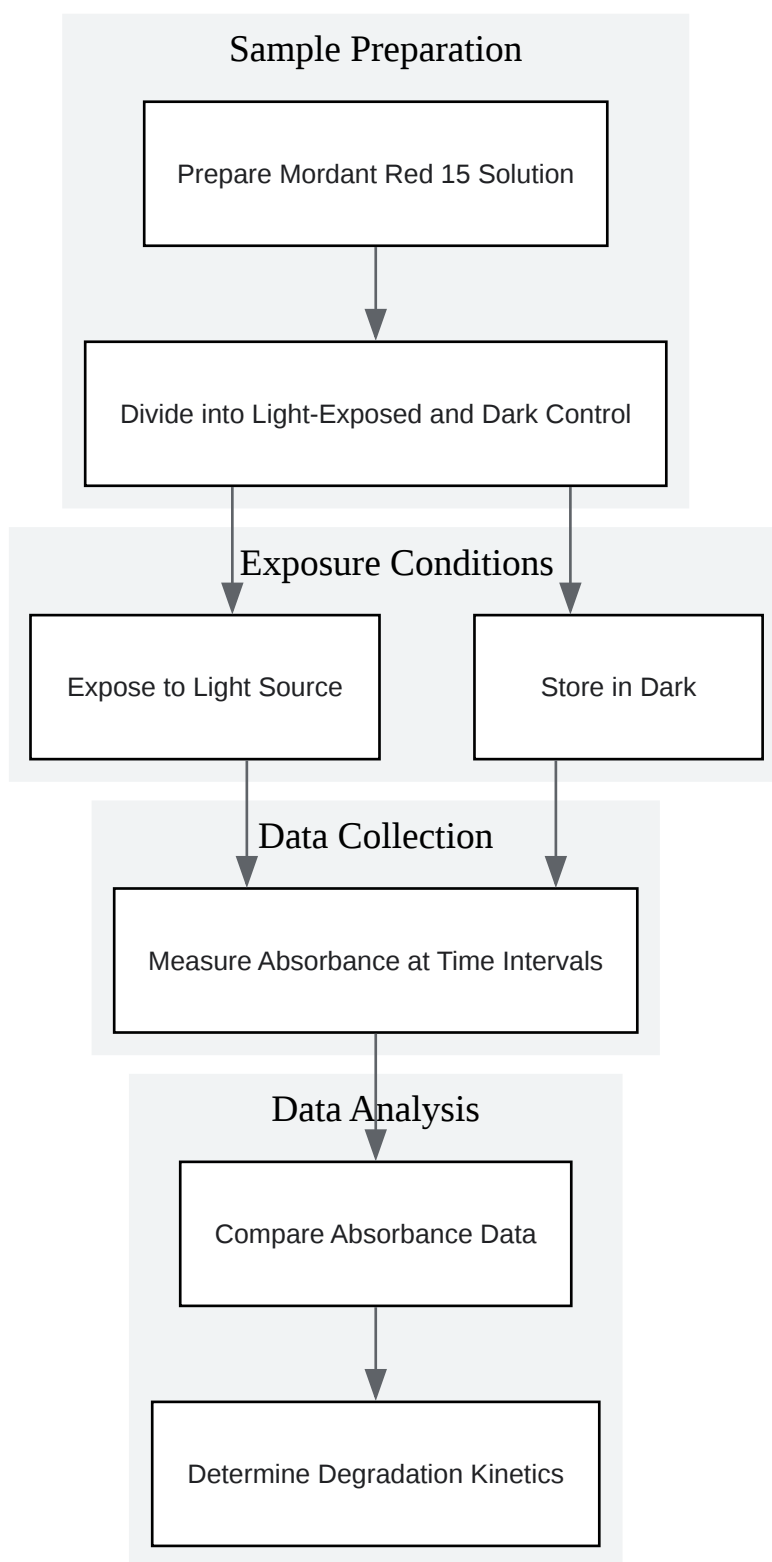 Sample Preparation
Prepare Mordant Red 15 Solution
Divide into Light-Exposed and Dark Control
Exposure Conditions
Expose to Light Source
Store in Dark
Data Collection
Measure Absorbance at Time Intervals
Data Analysis
Compare Absorbance Data
Determine Degradation Kinetics